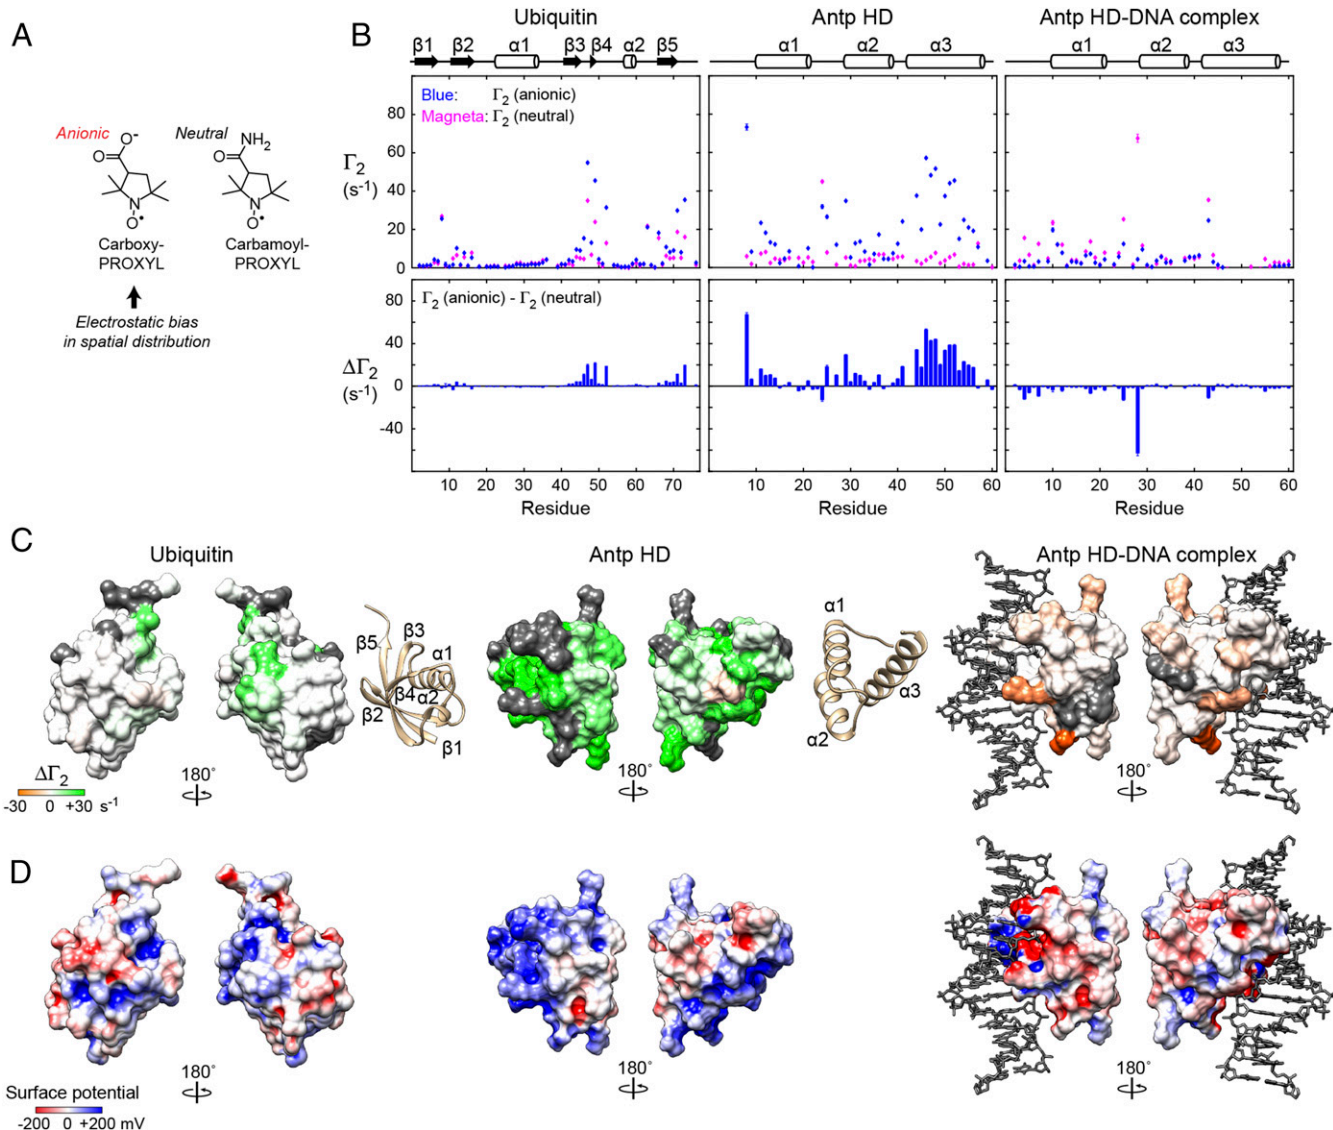 A
Anionic
Neutral
O-
O
NH2
O
N
O•
N
O•
Carboxy-
PROXYL
Carbamoyl-
PROXYL
Electrostatic bias
in spatial distribution
B
Ubiquitin
Antp HD
Antp HD-DNA complex
β1 β2 α1 β3 β4 α2 β5
α1 α2 α3
α1 α2 α3
Blue: Γ2 (anionic)
Magneta: Γ2 (neutral)
Γ2
(s-1)
80
60
40
20
0
Γ2 (anionic) - Γ2 (neutral)
ΔΓ2
(s-1)
80
40
0
-40
10 20 30 40 50 60 70
10 20 30 40 50 60
10 20 30 40 50 60
Residue
Residue
Residue
C
Ubiquitin
Antp HD
Antp HD-DNA complex
β5
β3
α1
β4
α2
β2
β1
α1
α3
α2
180°
180°
180°
ΔΓ2
-30 0 +30 s-1
D
180°
180°
180°
Surface potential
-200 0 +200 mV